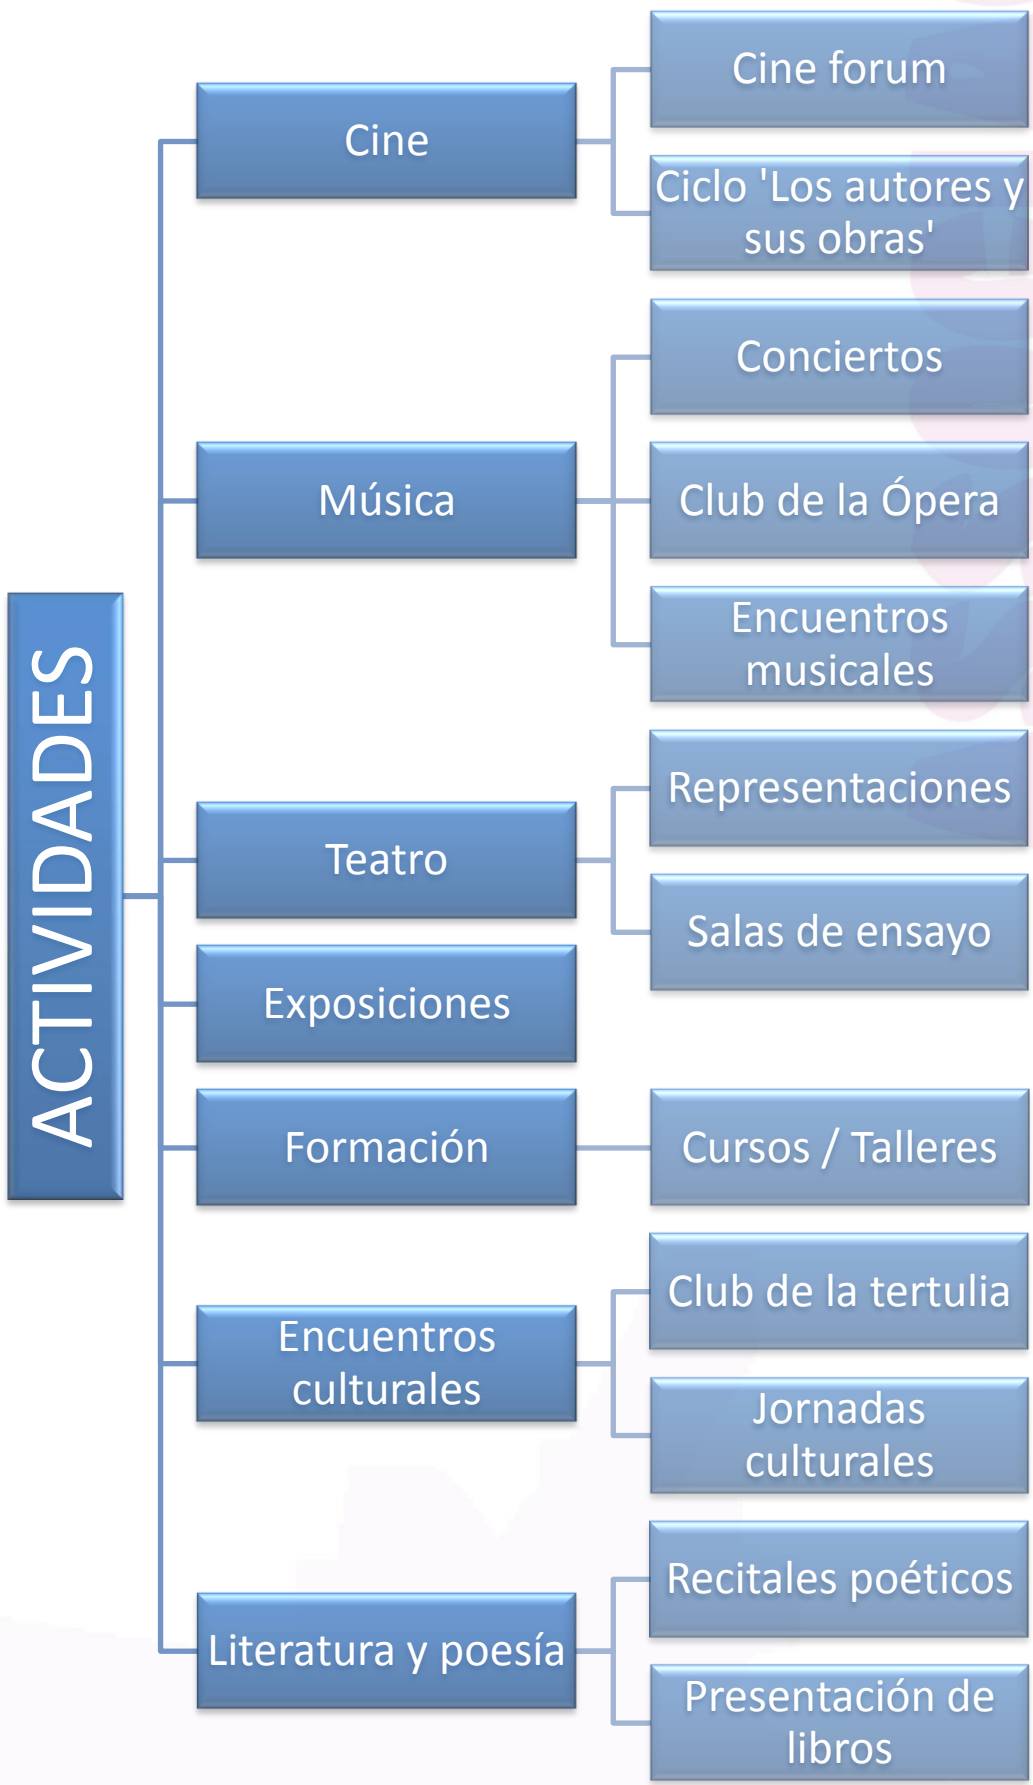 ACTIVIDADES
Cine
Cine forum
Ciclo 'Los autores y
sus obras'
Música
Conciertos
Club de la Ópera
Encuentros
musicales
Teatro
Representaciones
Salas de ensayo
Exposiciones
Formación
Cursos / Talleres
Encuentros
culturales
Club de la tertulia
Jornadas
culturales
Literatura y poesía
Recitales poéticos
Presentación de
libros